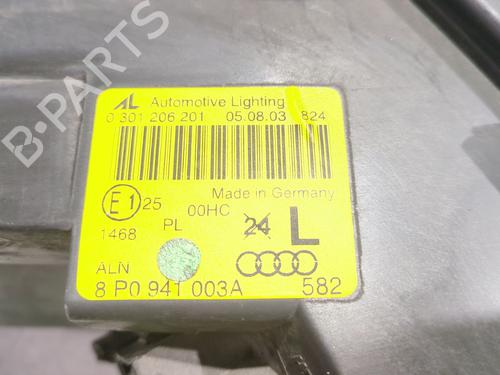 B-PARTS
AL Automotive Lighting
0 301 206 201 05.08.03 824
Made in Germany
E1 25 00HC 24 L
1468 PL
ALN
8 P0 941 003A 582